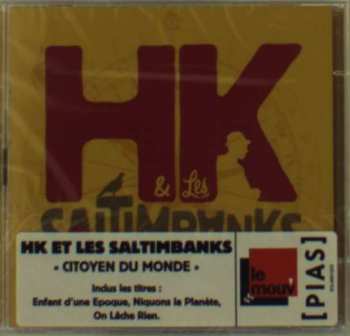 HK
& Les
SALTIMBANKS
HK ET LES SALTIMBANKS
« CITOYEN DU MONDE »
Inclus les titres :
Enfant d'une Epoque, Niquons la Planète,
On Lâche Rien.
le
mouv'
[PIAS]